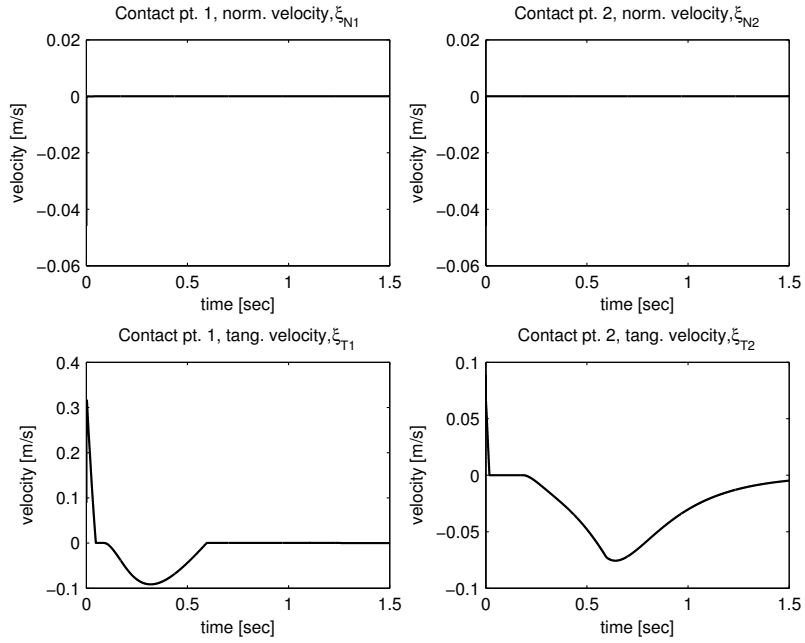 Contact pt. 1, norm. velocity,ξN1
0.02
0
−0.02
−0.04
−0.06
velocity [m/s]
0 0.5 1 1.5
time [sec]
Contact pt. 2, norm. velocity,ξN2
0.02
0
−0.02
−0.04
−0.06
velocity [m/s]
0 0.5 1 1.5
time [sec]
Contact pt. 1, tang. velocity,ξT1
0.4
0.3
0.2
0.1
0
−0.1
velocity [m/s]
0 0.5 1 1.5
time [sec]
Contact pt. 2, tang. velocity,ξT2
0.1
0.05
0
−0.05
−0.1
velocity [m/s]
0 0.5 1 1.5
time [sec]